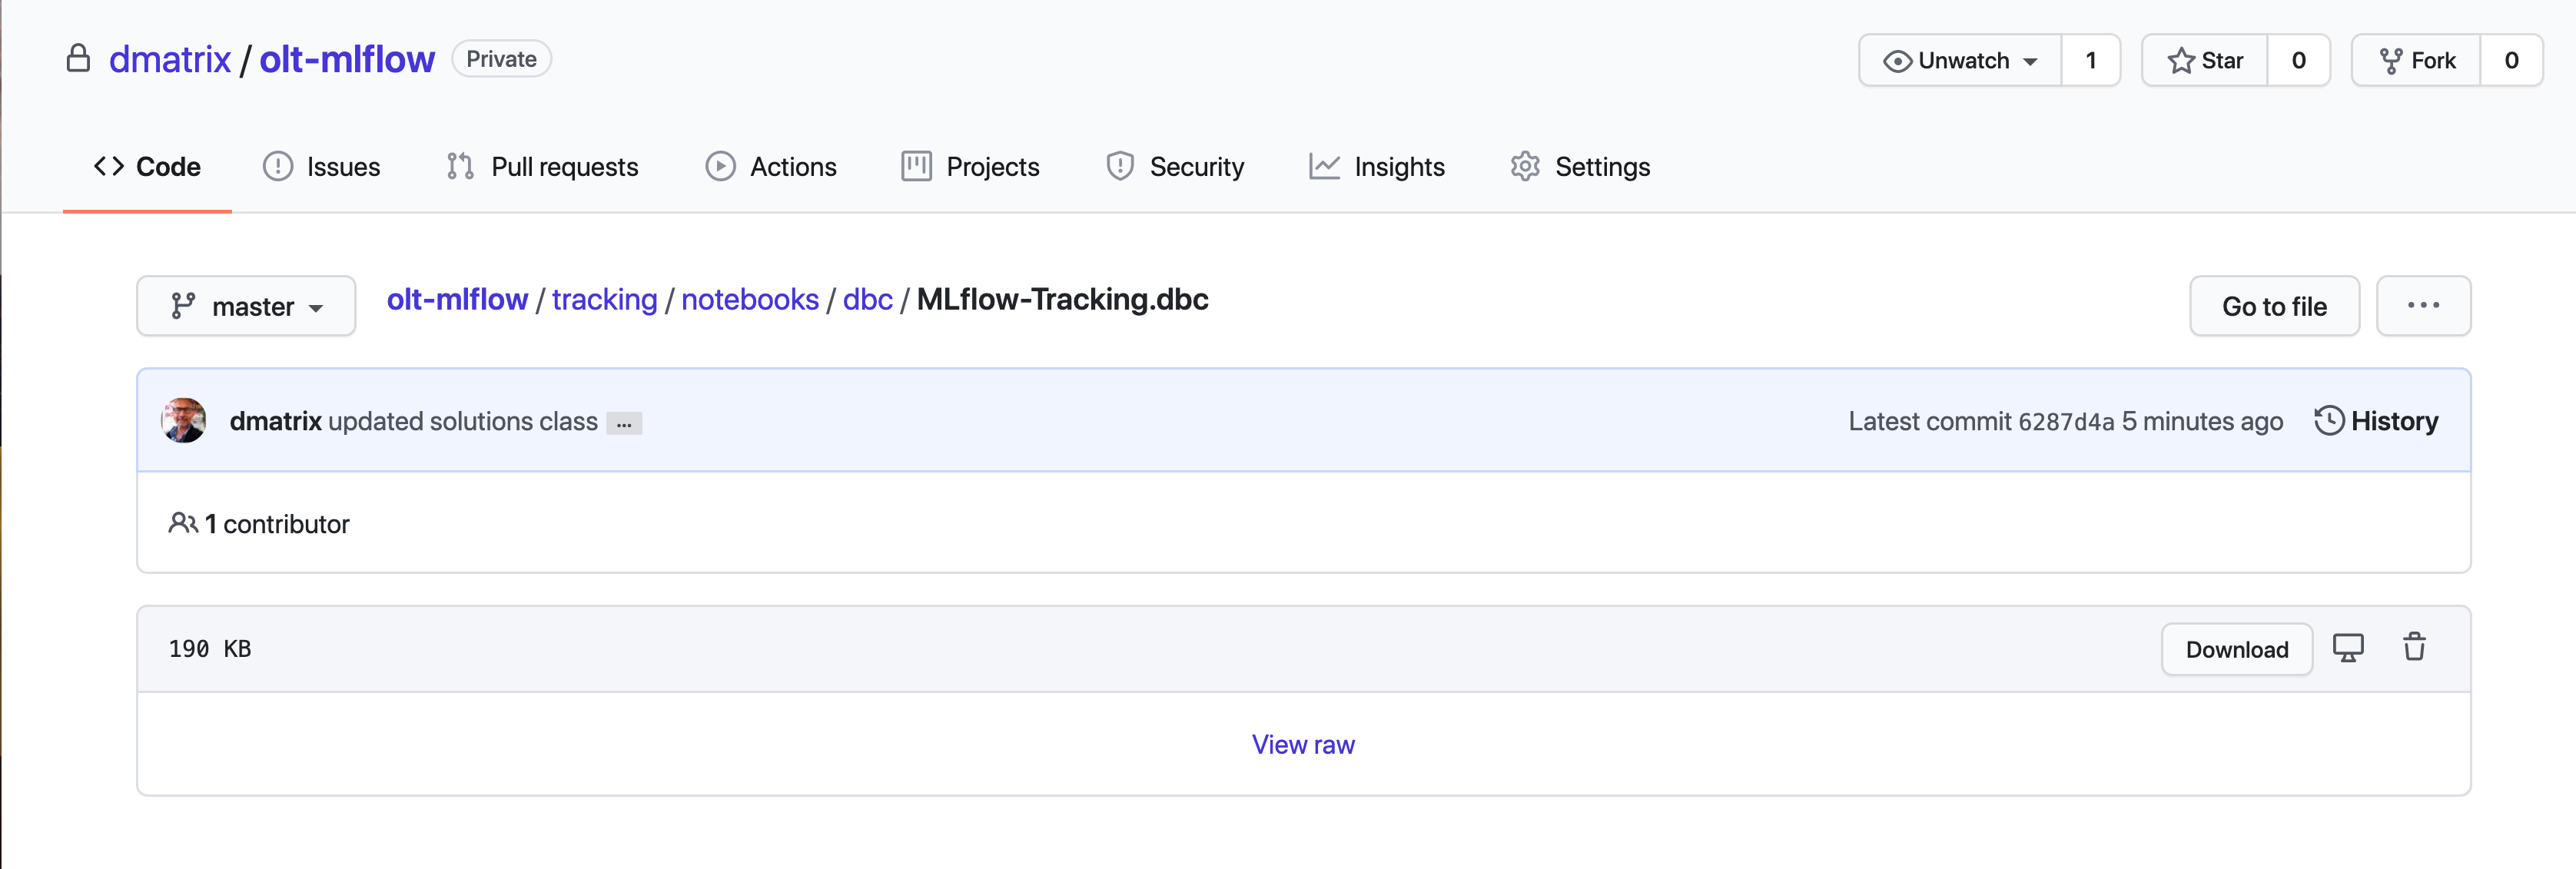 dmatrix / olt-mlflow Private Unwatch 1 Star 0 Fork 0
Code Issues Pull requests Actions Projects Security Insights Settings
master olt-mlflow / tracking / notebooks / dbc / MLflow-Tracking.dbc Go to file ...
dmatrix updated solutions class ... Latest commit 6287d4a 5 minutes ago History
1 contributor
190 KB Download
View raw